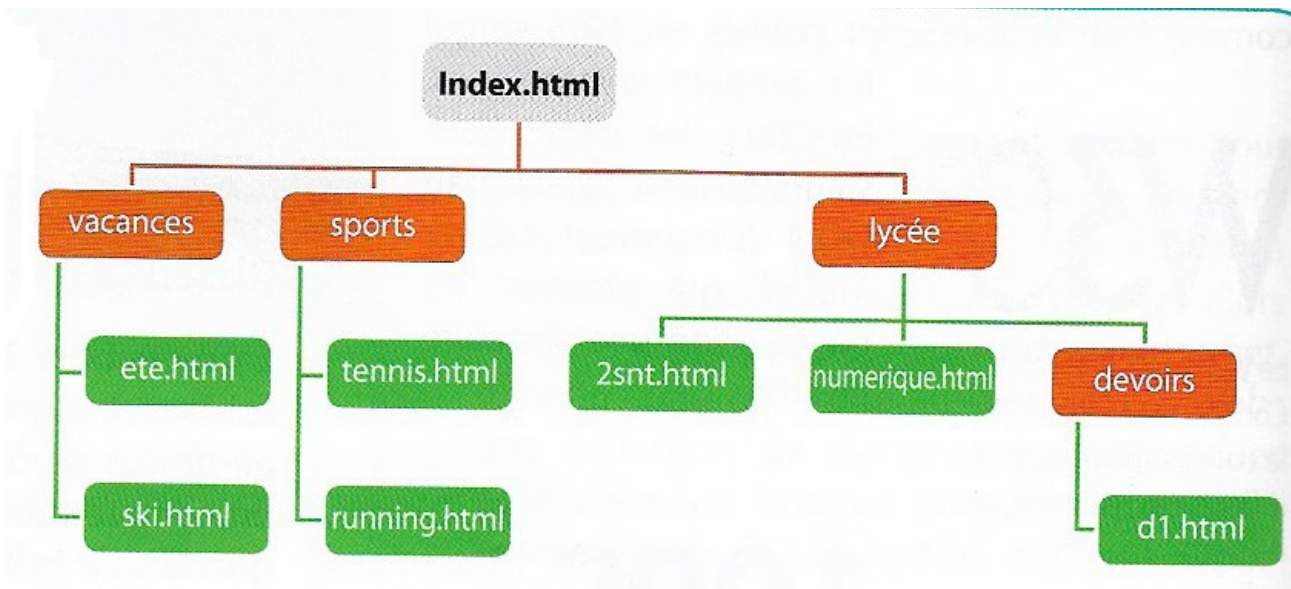 Index.html
vacances
sports
lycée
ete.html
tennis.html
2snt.html
numerique.html
devoirs
ski.html
running.html
d1.html